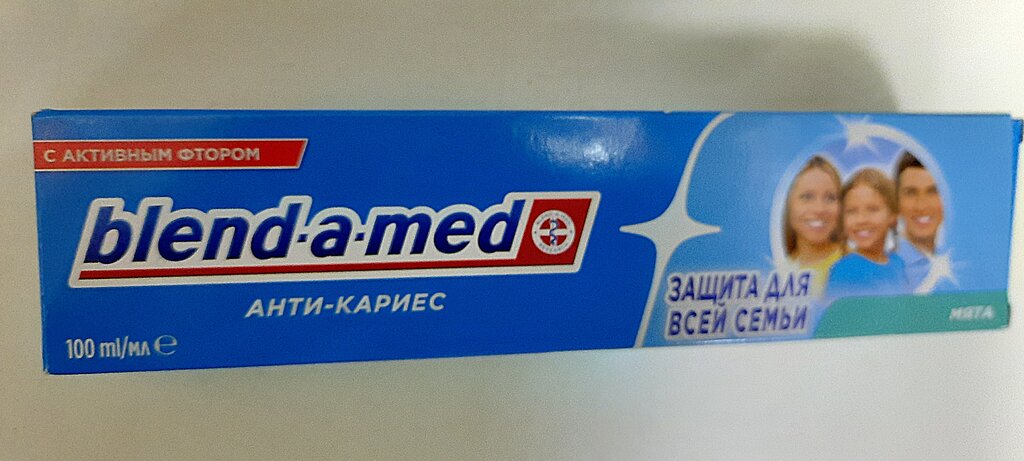 С АКТИВНЫМ ФТОРОМ
blend-a-med
АНТИ-КАРИЕС
100 ml/мл e
ЗАЩИТА ДЛЯ
ВСЕЙ СЕМЬИ
МЯТА